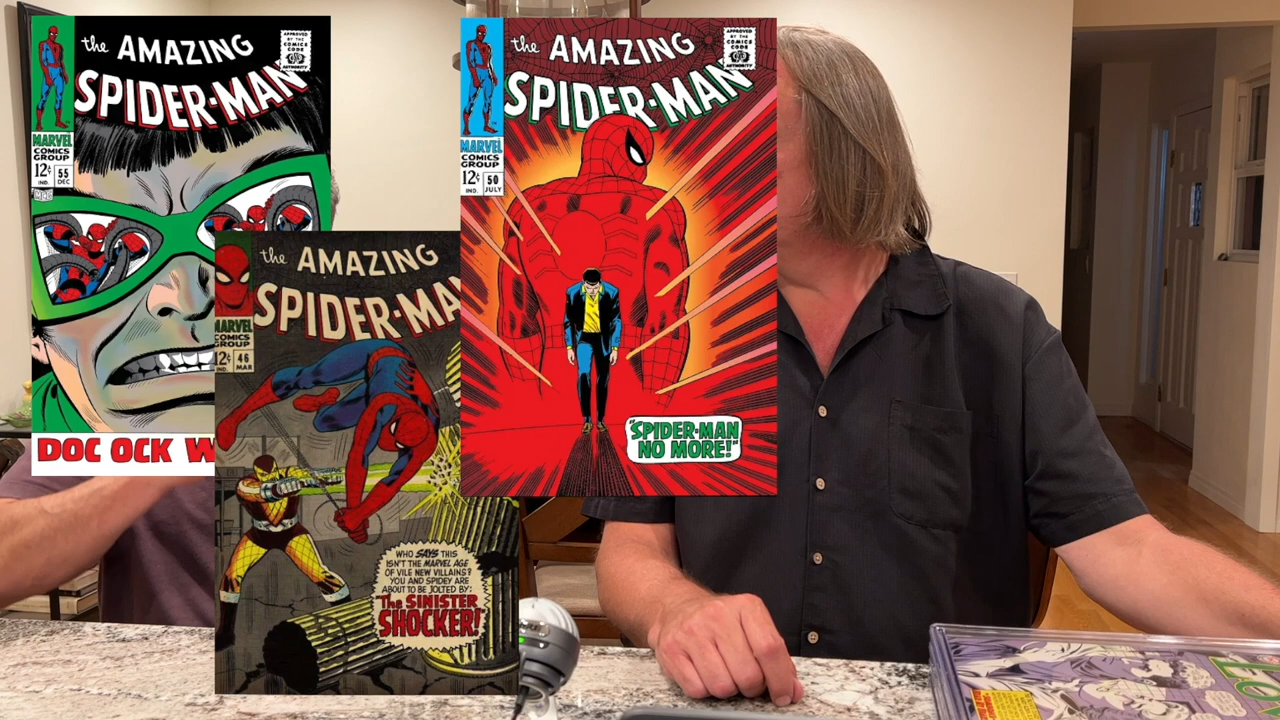 the AMAZING
SPIDER-MAN
APPROVED
BY THE
COMICS
CODE
AUTHORITY
MARVEL
COMICS
GROUP
12¢
IND.
55
DEC
DOC OCK W
the AMAZING
SPIDER-MA
MARVEL
COMICS
GROUP
12¢
IND.
46
MAR
WHO SAYS THIS
ISN'T THE MARVEL AGE
OF VILE NEW VILLAINS?
YOU AND SPIDEY ARE
ABOUT TO BE JOLTED BY:
"The SINISTER
SHOCKER!"
the AMAZING
SPIDER-MAN
APPROVED
BY THE
COMICS
CODE
AUTHORITY
MARVEL
COMICS
GROUP
12¢
IND.
50
JULY
"SPIDER-MAN
NO MORE!"